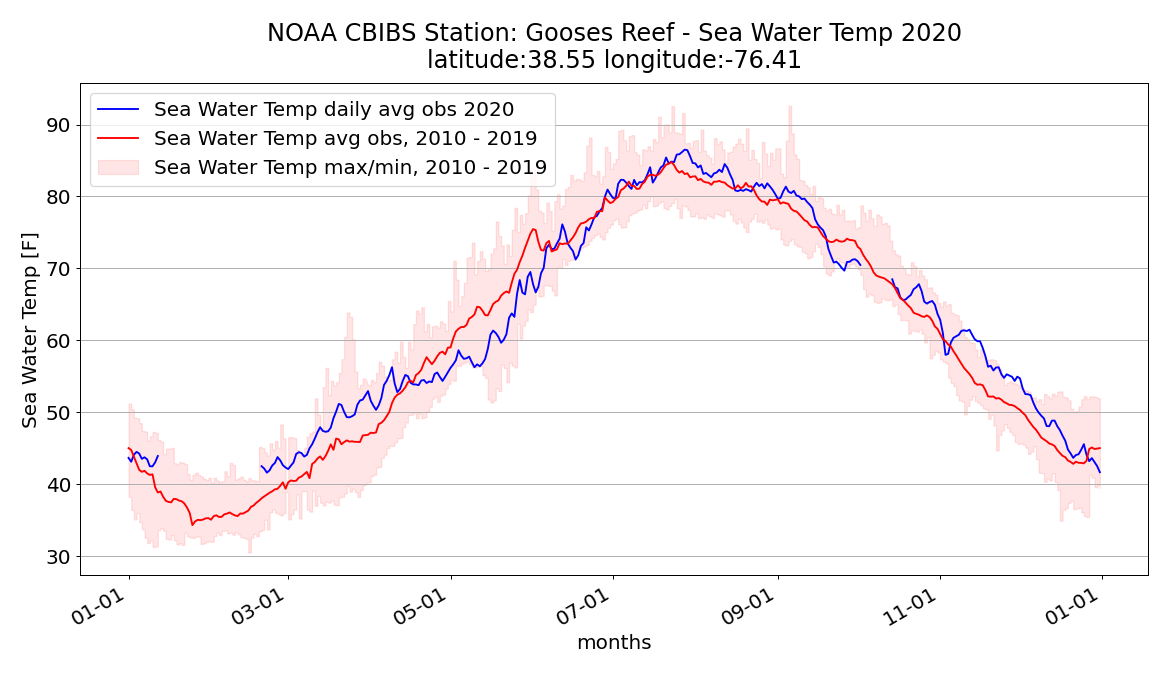 NOAA CBIBS Station: Gooses Reef - Sea Water Temp 2020
latitude:38.55 longitude:-76.41
Sea Water Temp daily avg obs 2020
Sea Water Temp avg obs, 2010 - 2019
Sea Water Temp max/min, 2010 - 2019
Sea Water Temp [F]
90
80
70
60
50
40
30
01-01
03-01
05-01
07-01
09-01
11-01
01-01
months